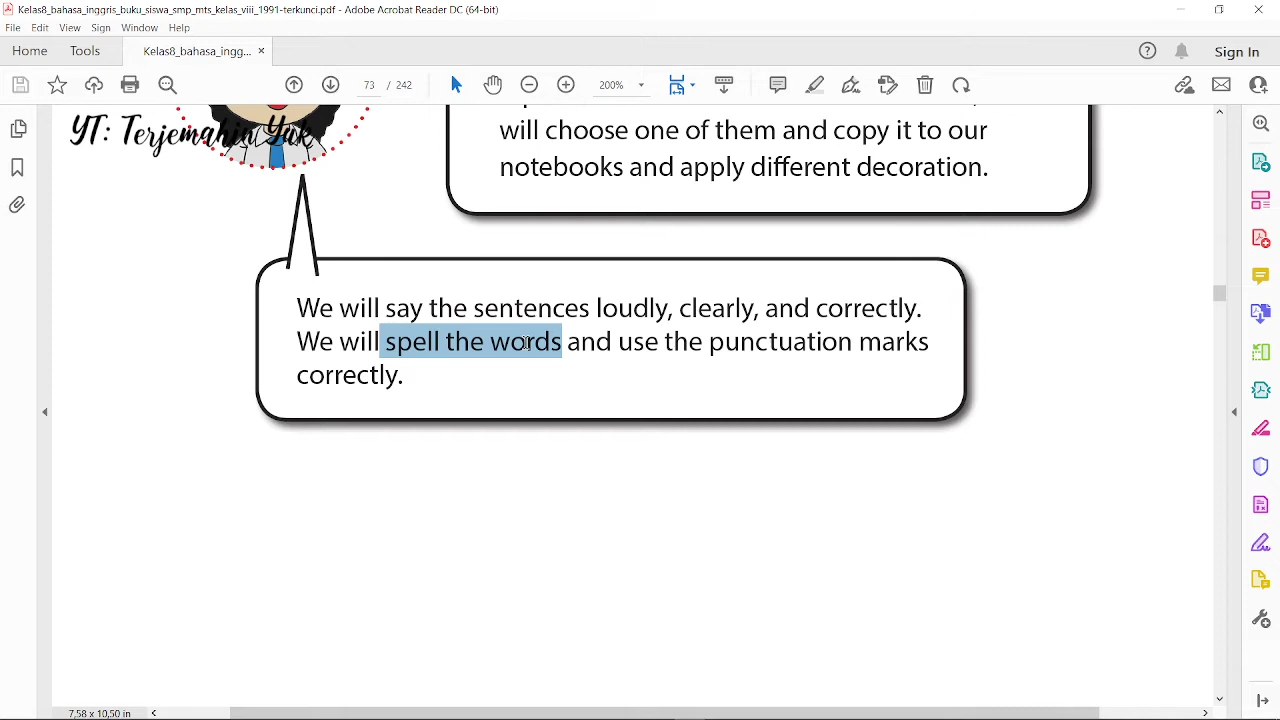 Kelas8_bahasa_inggris_buku_siswa_smp_mts_kelas_viii_1991-terkunci.pdf - Adobe Acrobat Reader DC (64-bit)
File Edit View Sign Window Help
Home Tools Kelas8_bahasa_ingg... × Sign In
73 / 242 200%
YT: Terjemahin Yuk
will choose one of them and copy it to our
notebooks and apply different decoration.
We will say the sentences loudly, clearly, and correctly.
We will spell the words and use the punctuation marks
correctly.
7,58 x 10,50 in